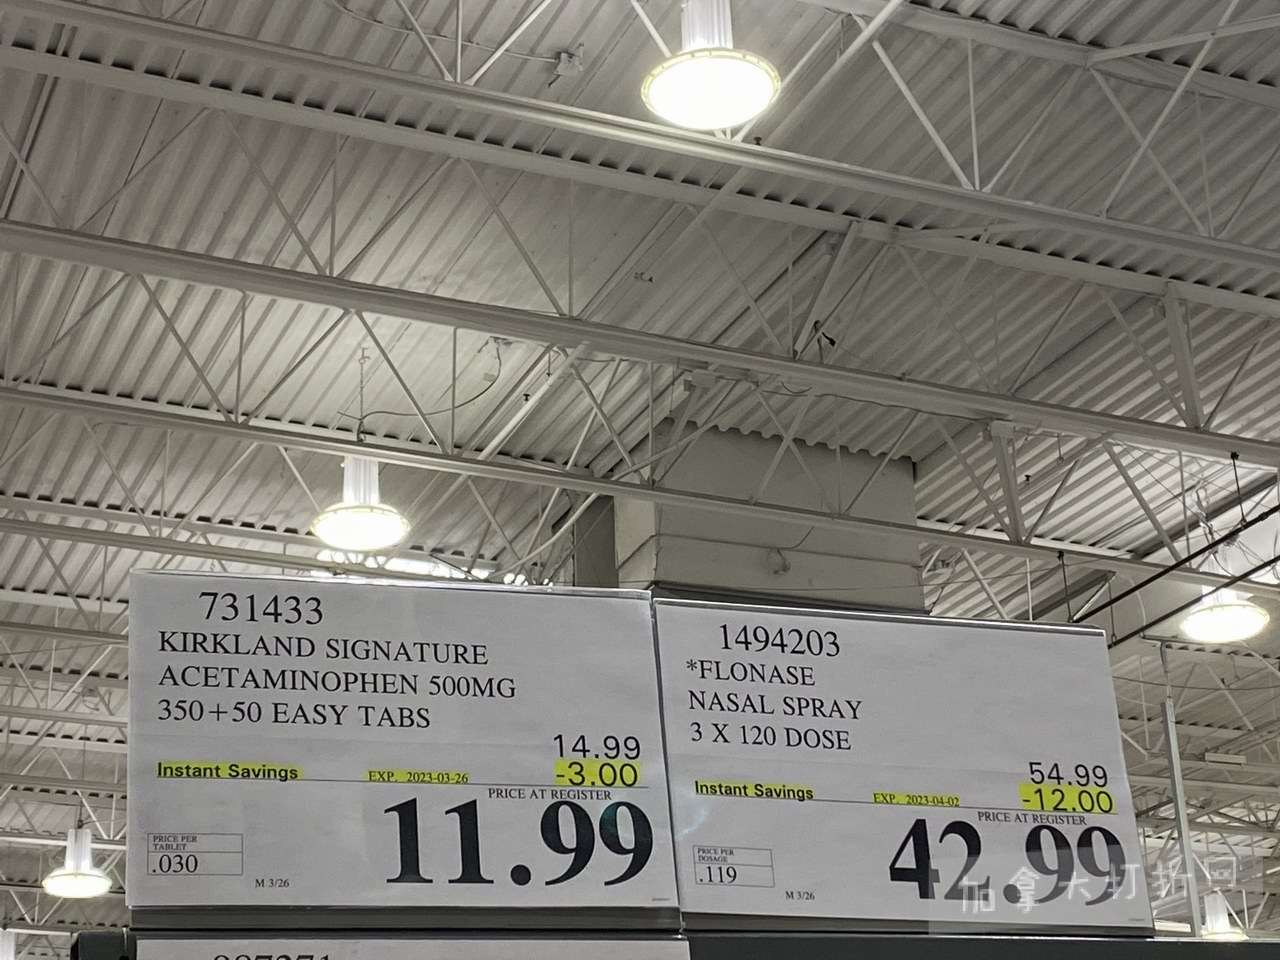 731433
KIRKLAND SIGNATURE
ACETAMINOPHEN 500MG
350+50 EASY TABS
14.99
Instant Savings EXP. 2023-03-26 -3.00
PRICE AT REGISTER
11.99
PRICE PER
TABLET
.030
M 3/26
1494203
*FLONASE
NASAL SPRAY
3 X 120 DOSE
54.99
Instant Savings EXP. 2023-04-02 -12.00
PRICE AT REGISTER
42.99
PRICE PER
DOSAGE
.119
M 3/26
加拿大打折网